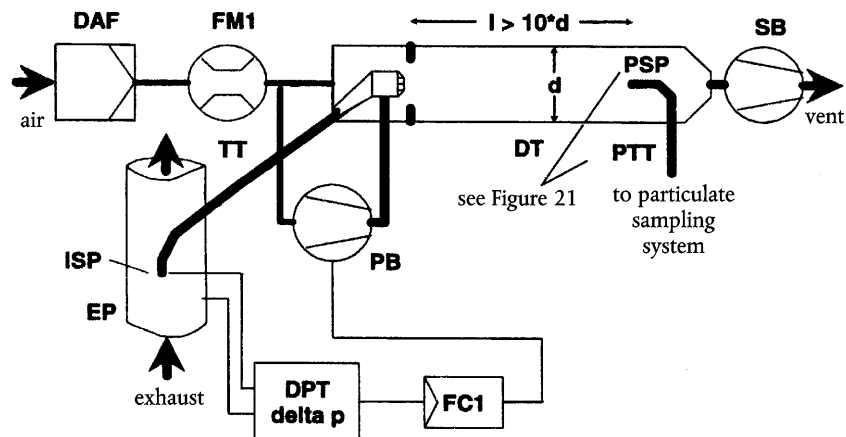 DAF
FM1
l > 10*d
SB
PSP
d
air
vent
TT
DT
PTT
see Figure 21
to particulate
sampling
system
ISP
PB
EP
exhaust
DPT
delta p
FC1